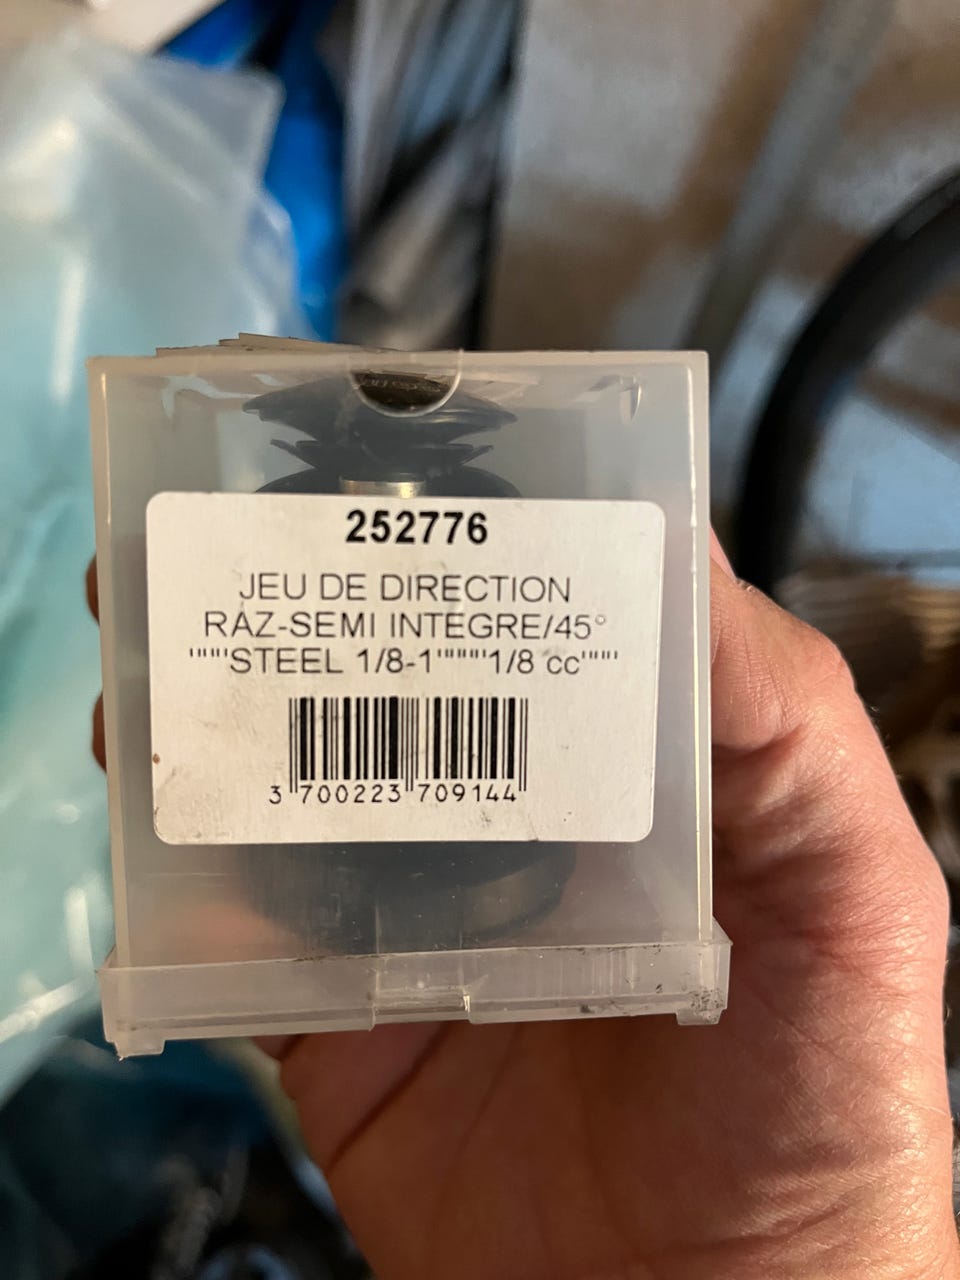 252776
JEU DE DIRECTION
RAZ-SEMI INTEGRE/45°
""""'STEEL 1/8-1'"""""1/8 cc'""""
3 700223 709144